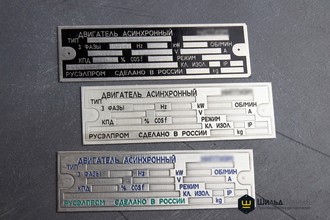 ДВИГАТЕЛЬ АСИНХРОННЫЙ
ТИП
3 ФАЗЫ Hz kW ОБ/МИН
V РЕЖИМ
КПД % COSf A КЛ. ИЗОЛ. IP
РУСЭЛПРОМ СДЕЛАНО В РОССИИ kg
ДВИГАТЕЛЬ АСИНХРОННЫЙ
ТИП
3 ФАЗЫ Hz kW ОБ/МИН
V РЕЖИМ
КПД % COSf A КЛ. ИЗОЛ. IP
РУСЭЛПРОМ СДЕЛАНО В РОССИИ kg
ДВИГАТЕЛЬ АСИНХРОННЫЙ
ТИП
3 ФАЗЫ Hz kW ОБ/МИН
V РЕЖИМ
КПД % COSf A КЛ. ИЗОЛ. IP
РУСЭЛПРОМ СДЕЛАНО В РОССИИ kg
Шильд